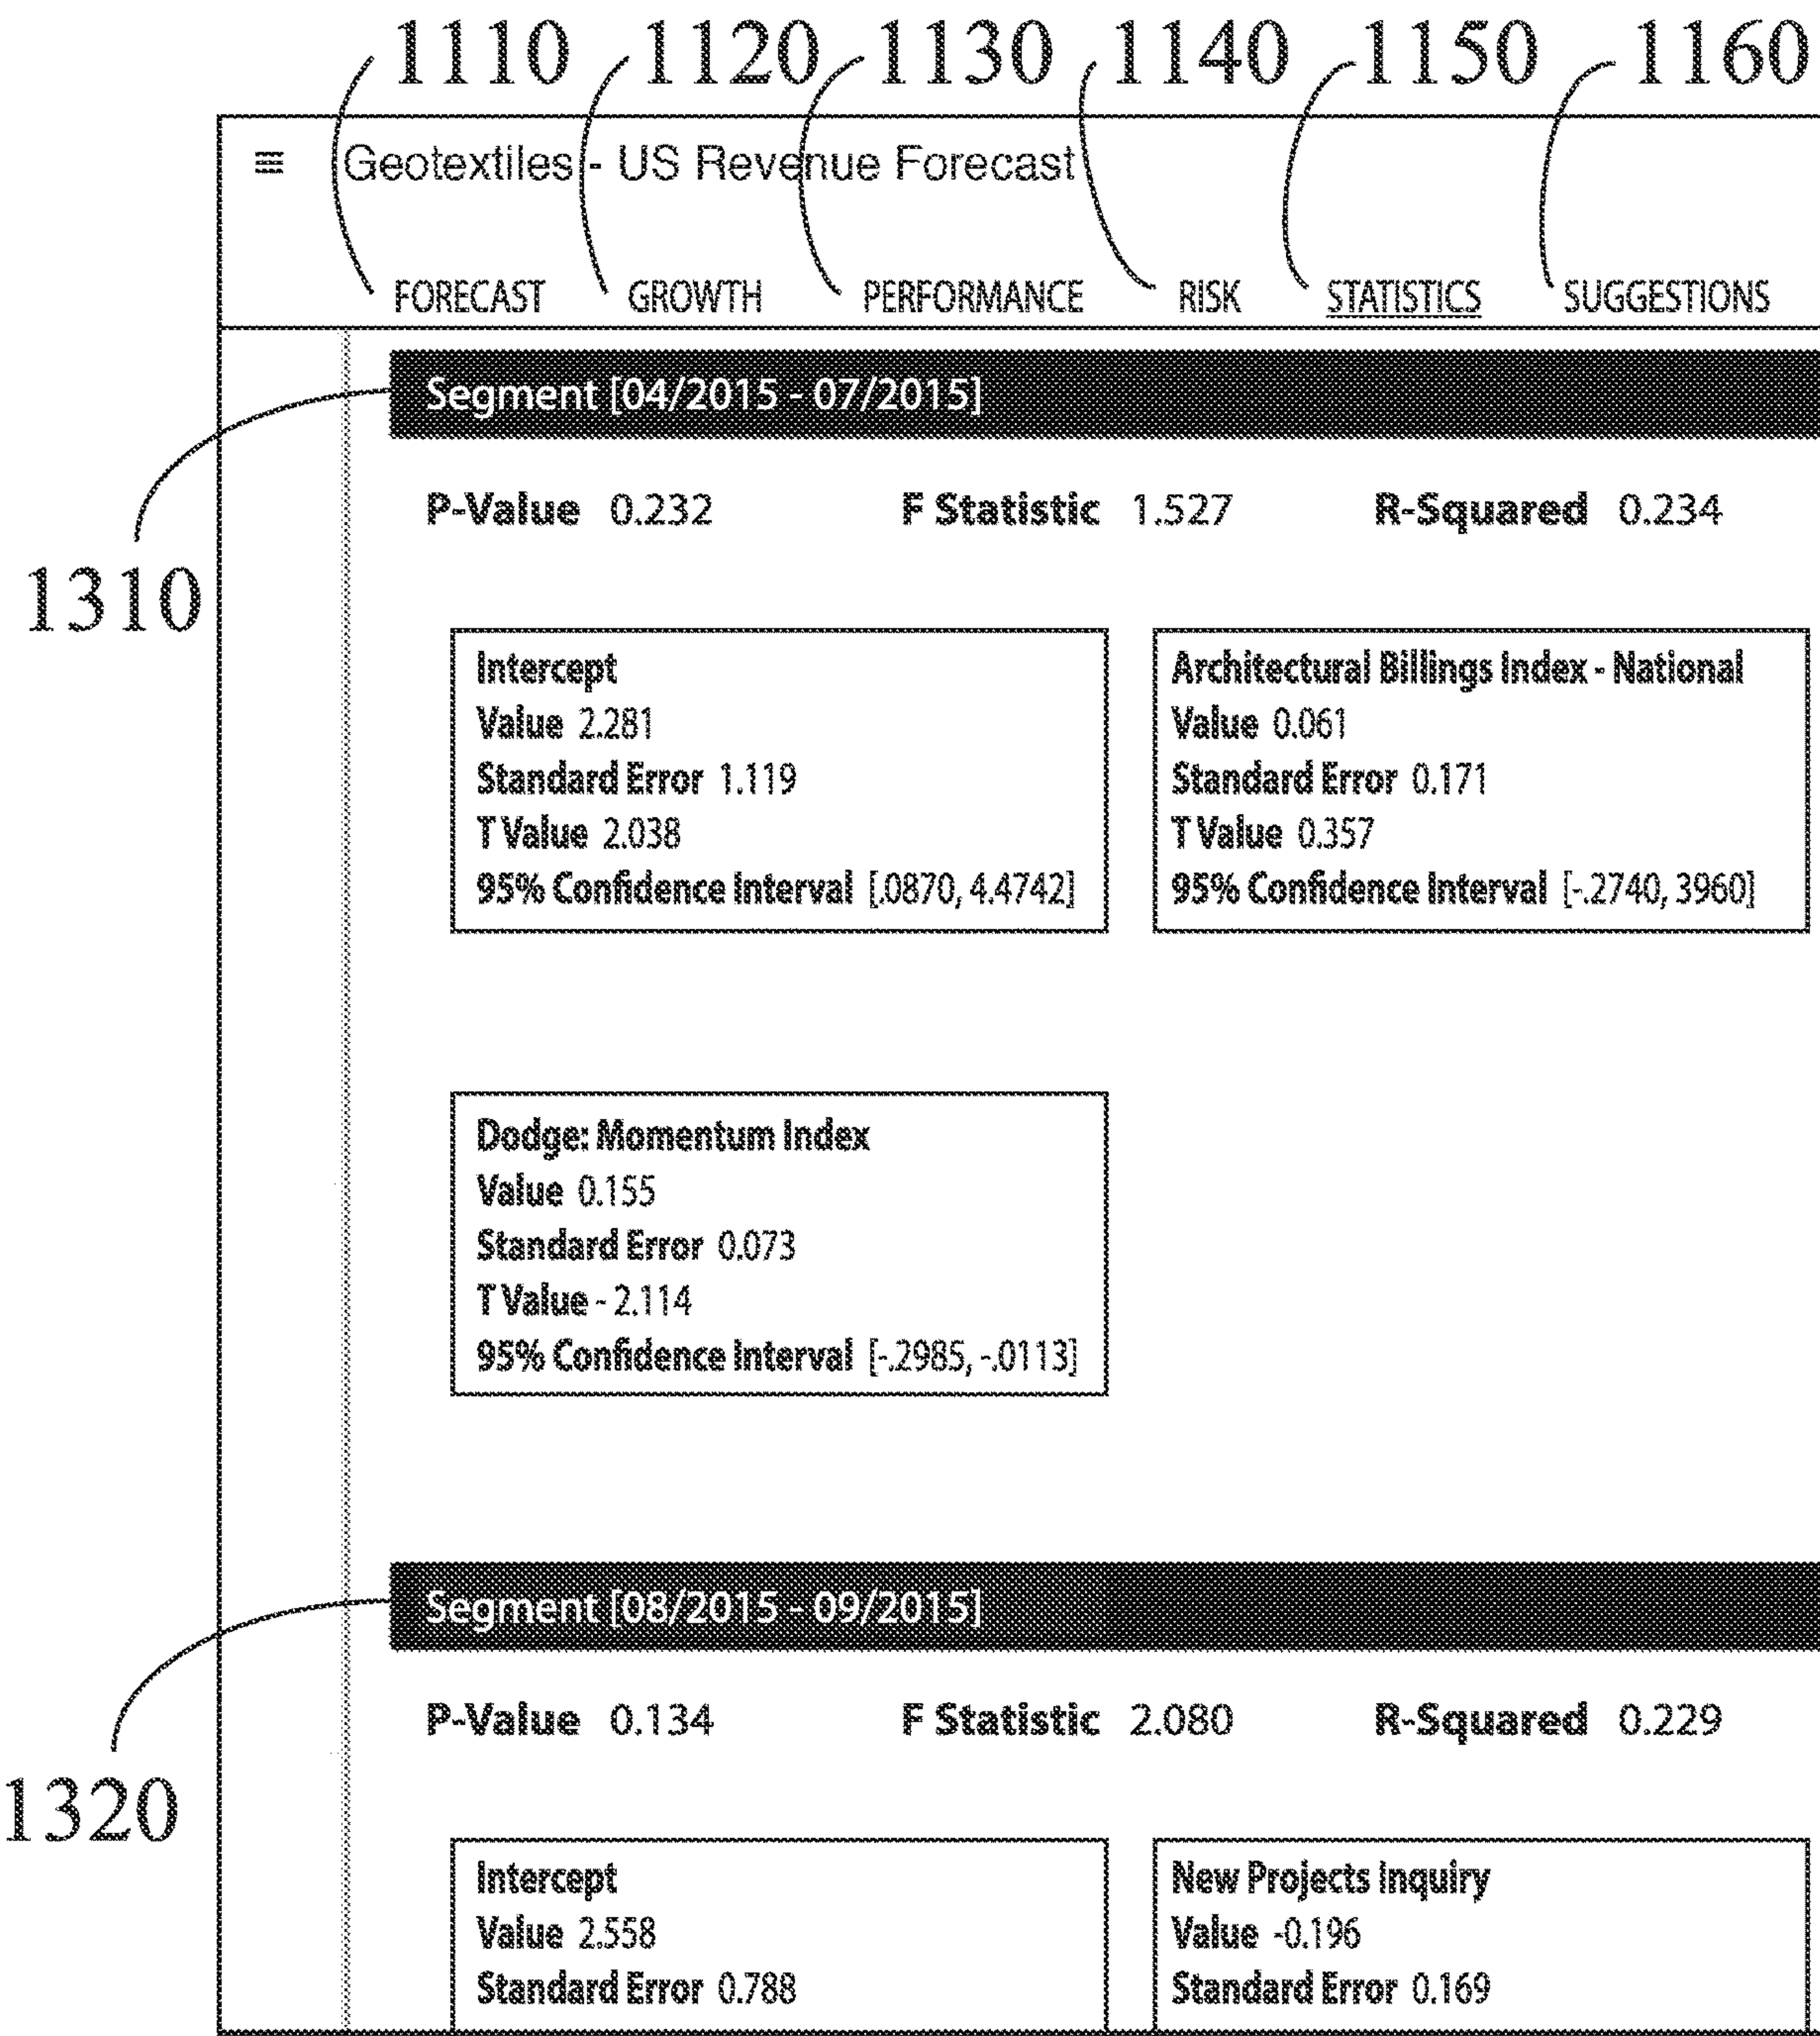 1110 1120 1130 1140 1150 1160
≡ Geotextiles - US Revenue Forecast
FORECAST GROWTH PERFORMANCE RISK STATISTICS SUGGESTIONS
Segment [04/2015 - 07/2015]
P-Value 0.232 F Statistic 1.527 R-Squared 0.234
1310
Intercept
Value 2.281
Standard Error 1.119
T Value 2.038
95% Confidence Interval [.0870, 4.4742]
Architectural Billings Index - National
Value 0.061
Standard Error 0.171
T Value 0.357
95% Confidence Interval [-.2740, 3960]
Dodge: Momentum Index
Value 0.155
Standard Error 0.073
T Value - 2.114
95% Confidence Interval [-.2985, -.0113]
Segment [08/2015 - 09/2015]
P-Value 0.134 F Statistic 2.080 R-Squared 0.229
1320
Intercept
Value 2.558
Standard Error 0.788
New Projects Inquiry
Value -0.196
Standard Error 0.169